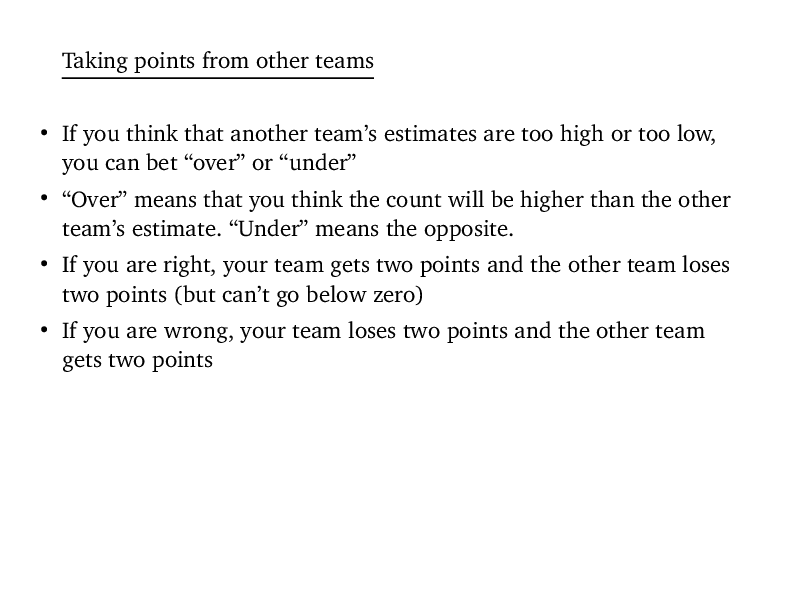 Taking points from other teams
• If you think that another team’s estimates are too high or too low,
you can bet “over” or “under”
• “Over” means that you think the count will be higher than the other
team’s estimate. “Under” means the opposite.
• If you are right, your team gets two points and the other team loses
two points (but can’t go below zero)
• If you are wrong, your team loses two points and the other team
gets two points